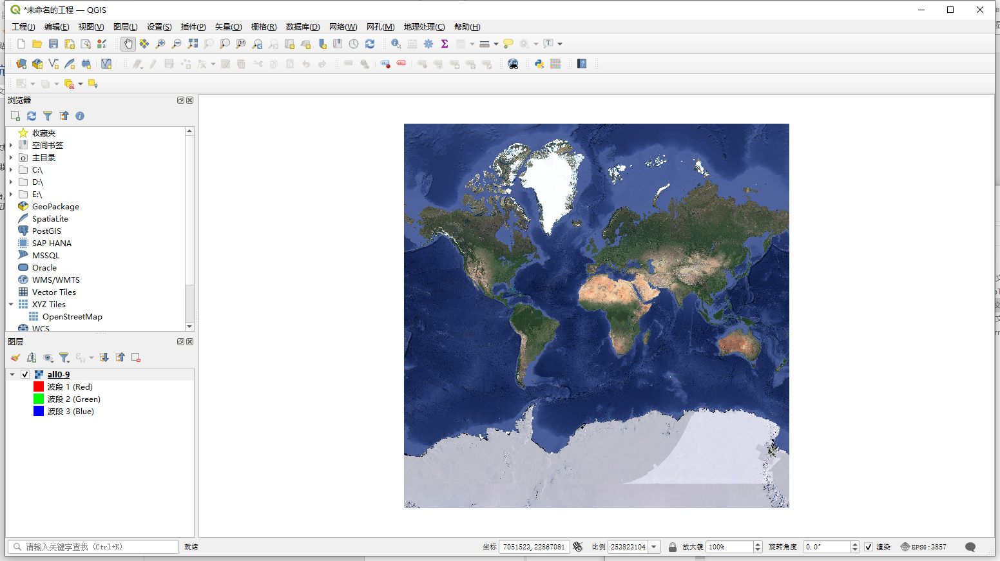 *未命名的工程 — QGIS
工程(J) 编辑(E) 视图(V) 图层(L) 设置(S) 插件(P) 矢量(O) 栅格(R) 数据库(D) 网络(W) 网孔(M) 地理处理(C) 帮助(H)
浏览器
收藏夹
空间书签
主目录
C:\
D:\
E:\
GeoPackage
SpatiaLite
PostGIS
SAP HANA
MSSQL
Oracle
WMS/WMTS
Vector Tiles
XYZ Tiles
OpenStreetMap
WCS
图层
all0-9
波段 1 (Red)
波段 2 (Green)
波段 3 (Blue)
请输入关键字查找 (Ctrl+K) 就绪 坐标 7051523,22867081 比例 253823104 放大镜 100% 旋转角度 0.0° 渲染 EPSG:3857